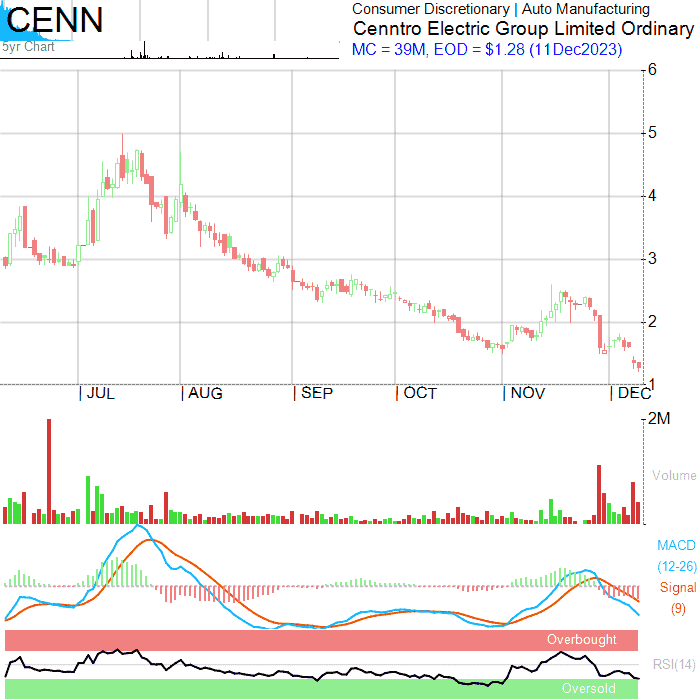 CENN
5yr Chart
Consumer Discretionary | Auto Manufacturing
Cenntro Electric Group Limited Ordinary
MC = 39M, EOD = $1.28 (11Dec2023)
6
5
4
3
2
1
| JUL | AUG | SEP | OCT | NOV | DEC
2M
Volume
MACD
(12-26)
Signal
(9)
Overbought
RSI(14)
Oversold